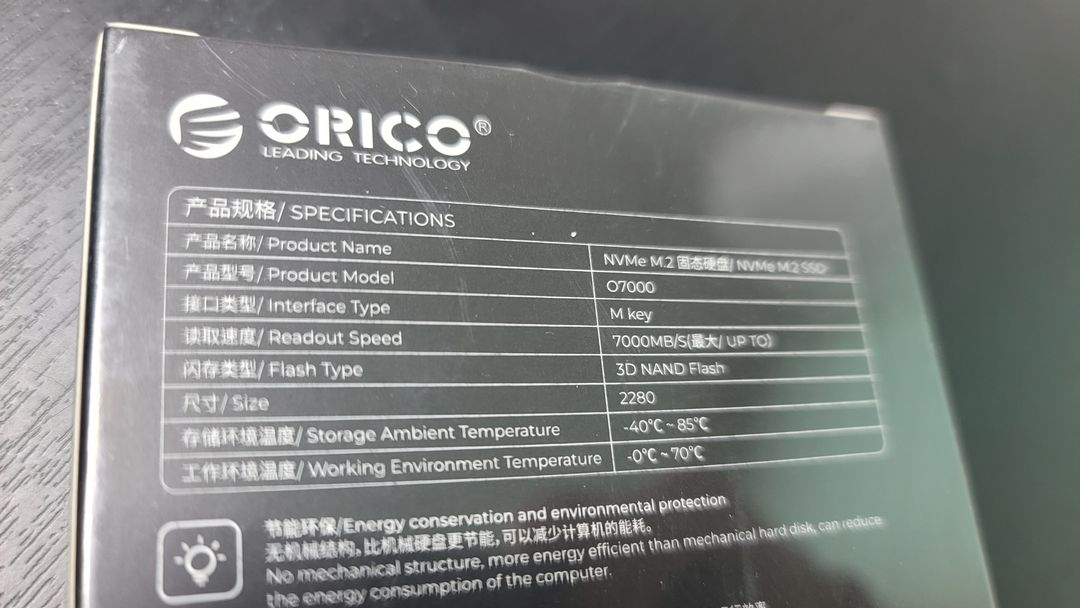 ORICO®
LEADING TECHNOLOGY
产品规格/ SPECIFICATIONS
产品名称/ Product Name NVMe M.2 固态硬盘/ NVMe M.2 SSD
产品型号/ Product Model O7000
接口类型/ Interface Type M key
读取速度/ Readout Speed 7000MB/S(最大/ UP TO)
闪存类型/ Flash Type 3D NAND Flash
尺寸/ Size 2280
存储环境温度/ Storage Ambient Temperature -40℃ ~ 85℃
工作环境温度/ Working Environment Temperature -0℃ ~ 70℃
节能环保/Energy conservation and environmental protection
无机械结构，比机械硬盘更节能，可以减少计算机的能耗。
No mechanical structure, more energy efficient than mechanical hard disk, can reduce
the energy consumption of the computer.